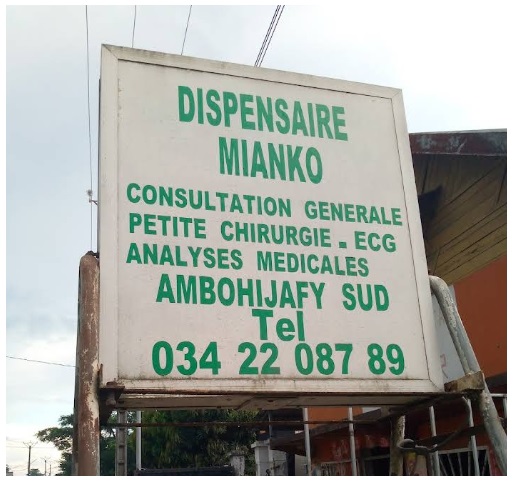 DISPENSAIRE
MIANKO
CONSULTATION GENERALE
PETITE CHIRURGIE . ECG
ANALYSES MEDICALES
AMBOHIJAFY SUD
Tel
034 22 087 89